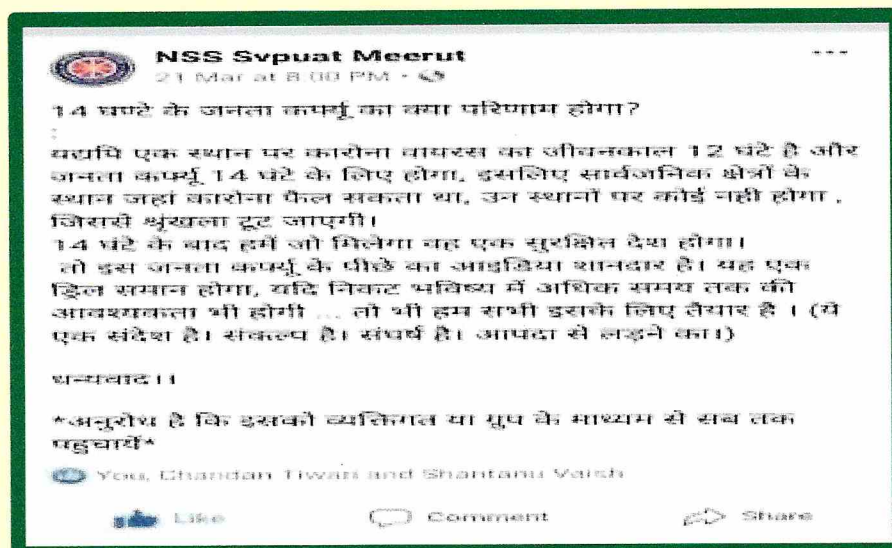 NSS Svpuat Meerut
21 Mar at 8:00 PM •
14 घण्टे के जनता कर्फ्यू का क्या परिणाम होगा?
:
यद्यपि एक स्थान पर कारोना वायरस का जीवनकाल 12 घंटे है और
जनता कर्फ्यू 14 घंटे के लिए होगा, इसलिए सार्वजनिक क्षेत्रों के
स्थान जहां कारोना फैल सकता था, उन स्थानों पर कोई नही होगा ,
जिससे श्रृंखला टूट जाएगी।
14 घंटे के बाद हमें जो मिलेगा वह एक सुरक्षित देश होगा।
तो इस जनता कर्फ्यू के पीछे का आइडिया शानदार है। यह एक
ड्रिल समान होगा, यदि निकट भविष्य में अधिक समय तक की
आवश्यकता भी होगी ... तो भी हम सभी इसके लिए तैयार है । (ये
एक संदेश है। संकल्प है। संघर्ष है। आपदा से लड़ने का।)
धन्यवाद।।
*अनुरोध है कि इसको व्यक्तिगत या ग्रुप के माध्यम से सब तक
पहुचायें*
You, Chandan Tiwari and Shantanu Vaish
Like Comment Share